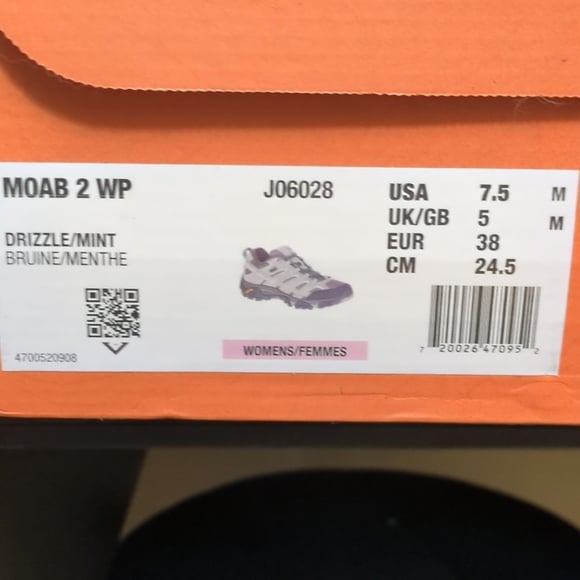 MOAB 2 WP
J06028
DRIZZLE/MINT
BRUINE/MENTHE
4700520908
WOMENS/FEMMES
USA 7.5 M
UK/GB 5 M
EUR 38
CM 24.5
7 20026 47095 2